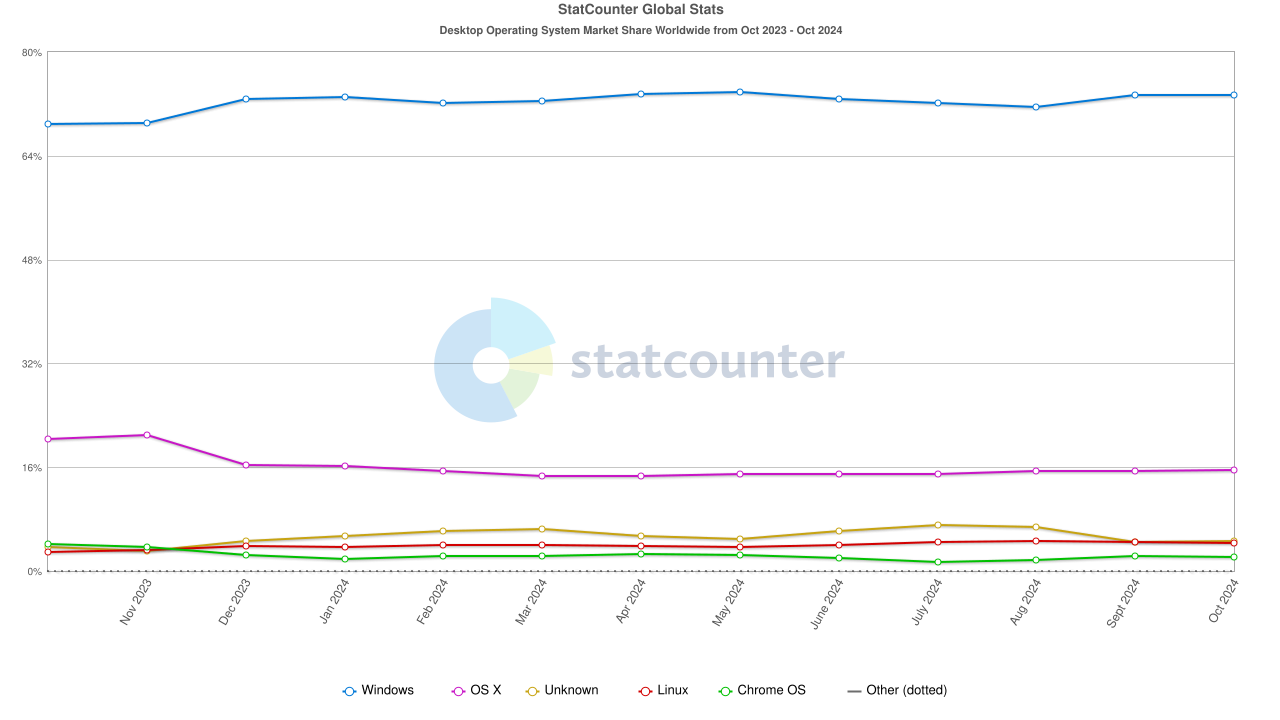 StatCounter Global Stats
Desktop Operating System Market Share Worldwide from Oct 2023 - Oct 2024
80%
64%
48%
32%
16%
0%
statcounter
Nov 2023
Dec 2023
Jan 2024
Feb 2024
Mar 2024
Apr 2024
May 2024
June 2024
July 2024
Aug 2024
Sept 2024
Oct 2024
Windows OS X Unknown Linux Chrome OS Other (dotted)